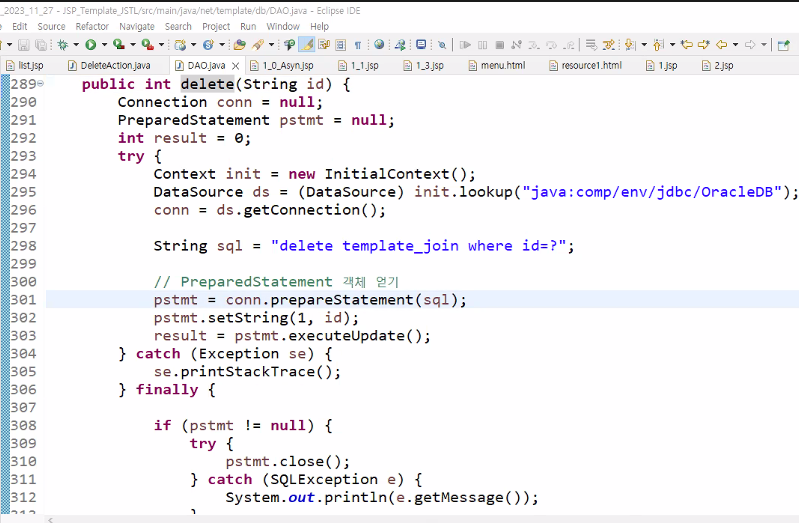 _2023_11_27 - JSP_Template_JSTL/src/main/java/net/template/db/DAO.java - Eclipse IDE
Edit Source Refactor Navigate Search Project Run Window Help
list.jsp DeleteAction.java DAO.java 1_0_Asyn.jsp 1_1.jsp 1_3.jsp menu.html resource1.html 1.jsp 2.jsp
289 public int delete(String id) {
290 Connection conn = null;
291 PreparedStatement pstmt = null;
292 int result = 0;
293 try {
294 Context init = new InitialContext();
295 DataSource ds = (DataSource) init.lookup("java:comp/env/jdbc/OracleDB");
296 conn = ds.getConnection();
297
298 String sql = "delete template_join where id=?";
299
300 // PreparedStatement 객체 얻기
301 pstmt = conn.prepareStatement(sql);
302 pstmt.setString(1, id);
303 result = pstmt.executeUpdate();
304 } catch (Exception se) {
305 se.printStackTrace();
306 } finally {
307
308 if (pstmt != null) {
309 try {
310 pstmt.close();
311 } catch (SQLException e) {
312 System.out.println(e.getMessage());